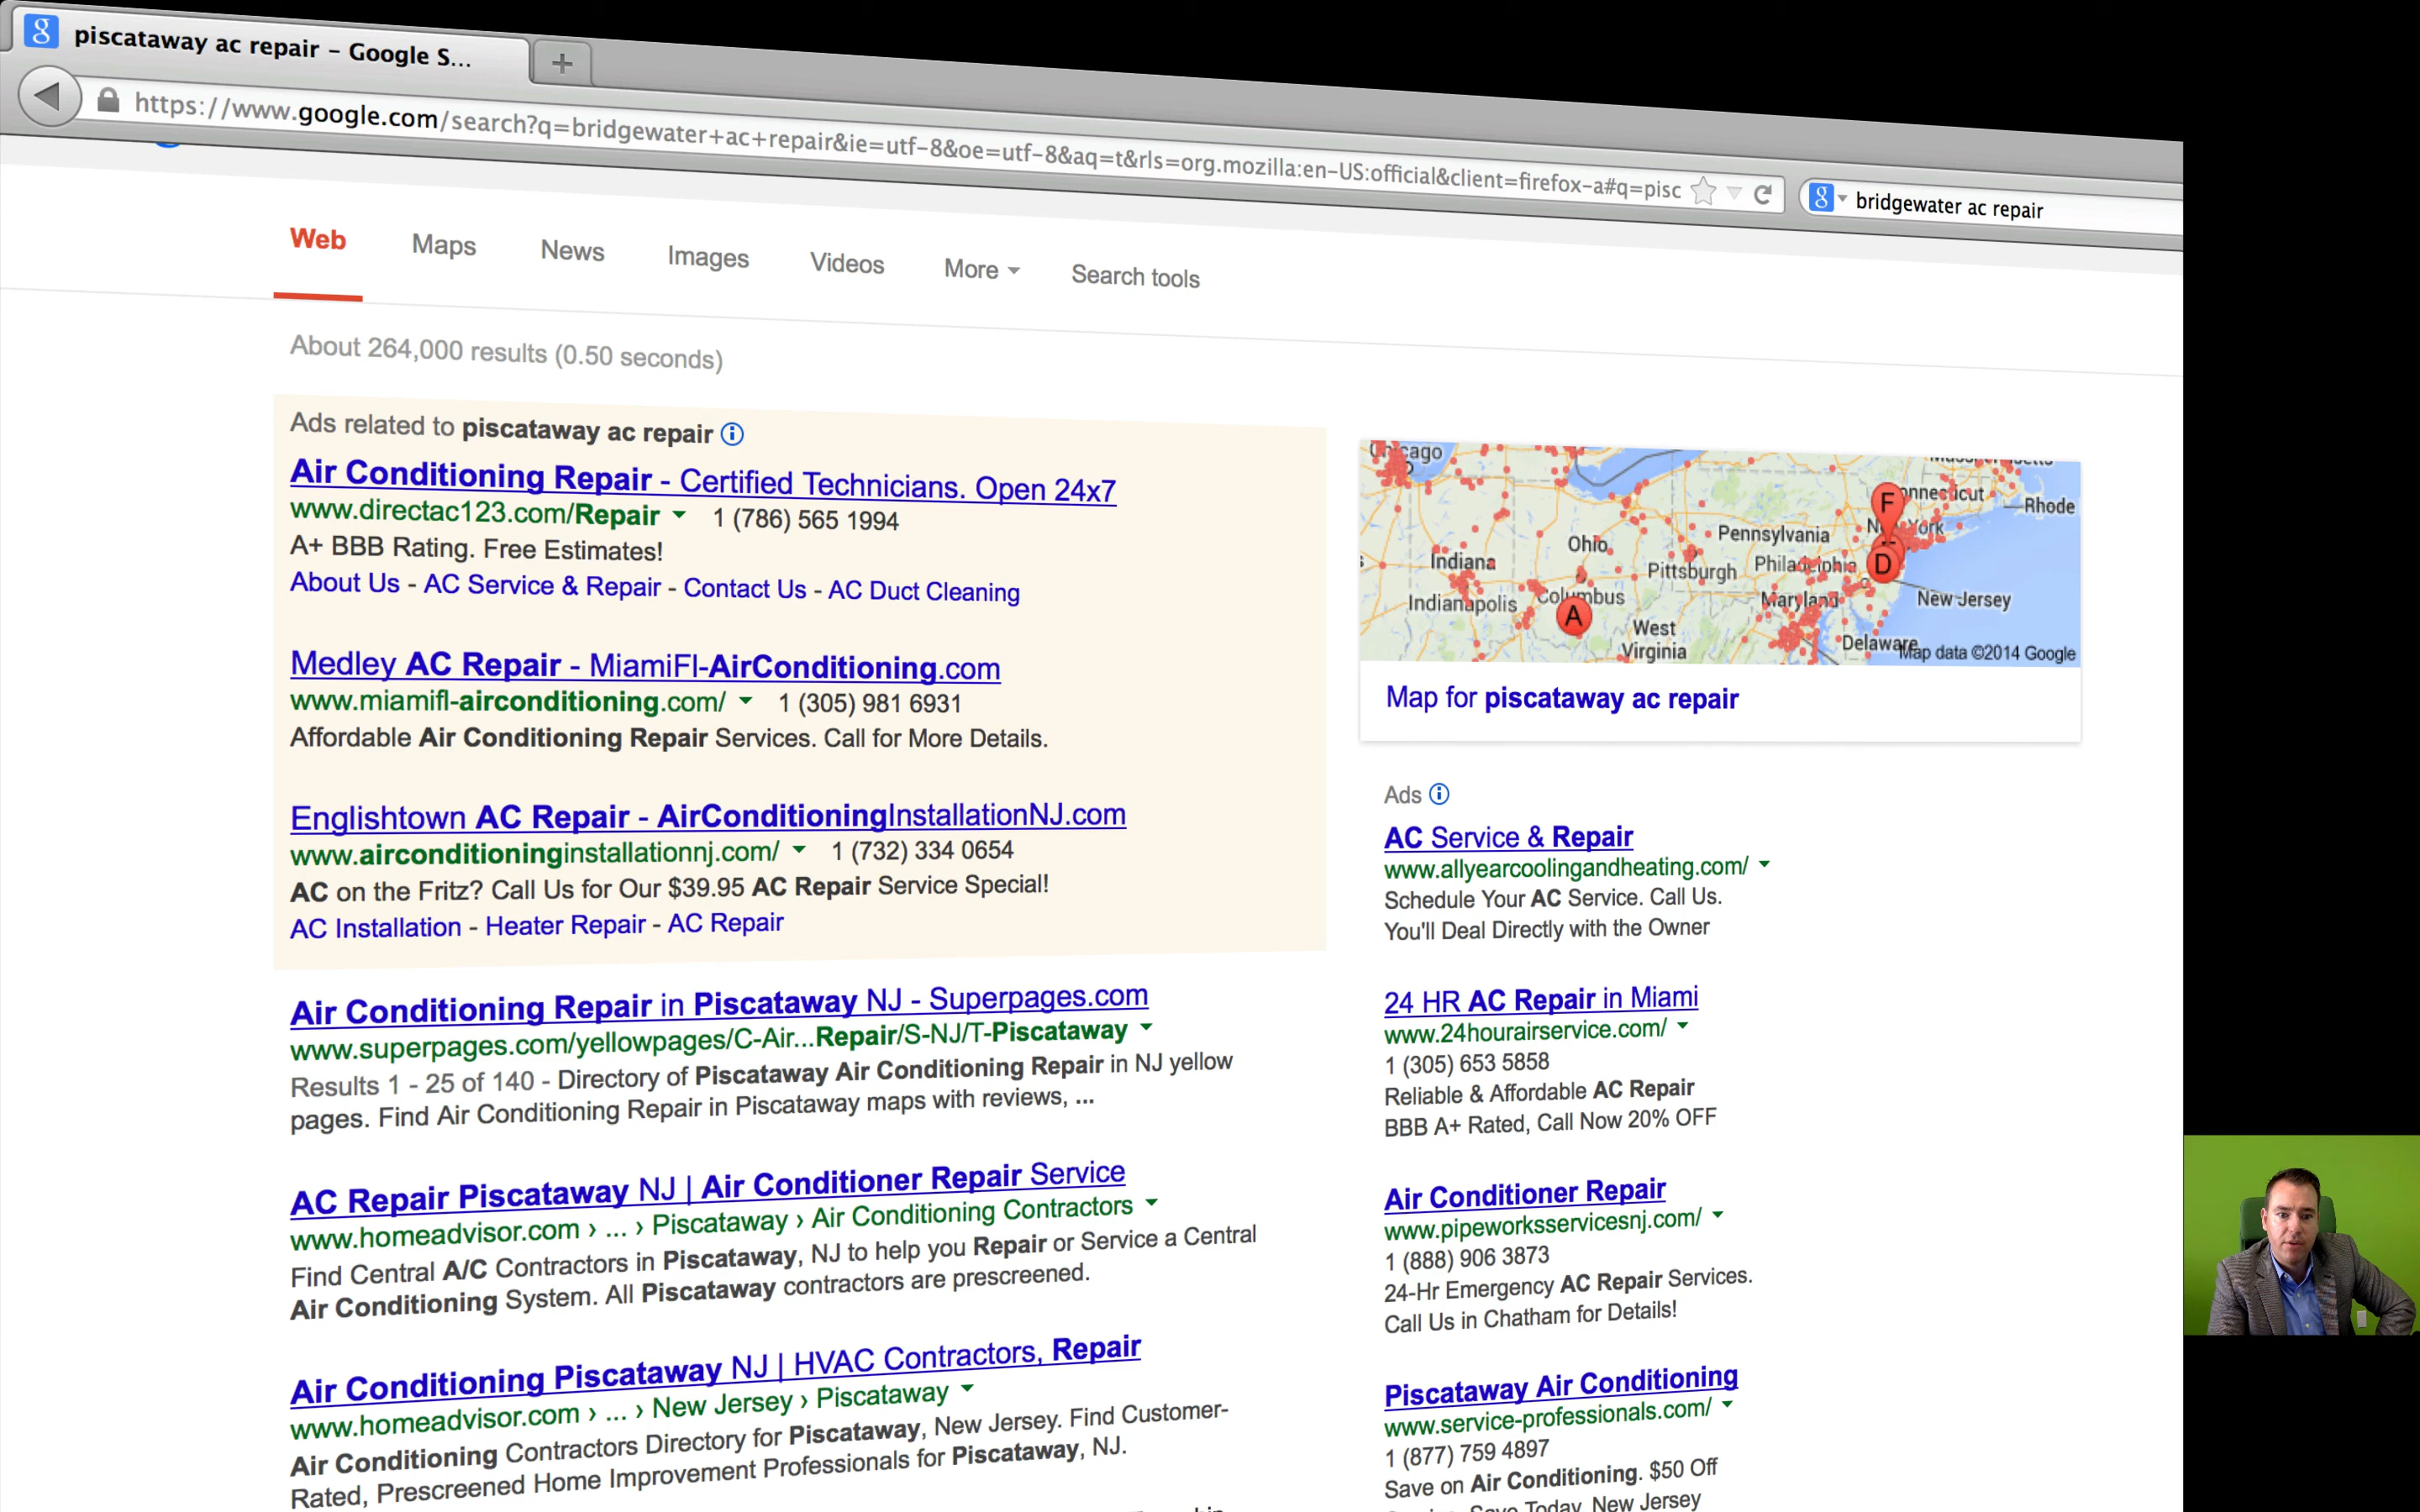 piscataway ac repair – Google S...
https://www.google.com/search?q=bridgewater+ac+repair&ie=utf-8&oe=utf-8&aq=t&rls=org.mozilla:en-US:official&client=firefox-a#q=pisc
bridgewater ac repair
Web Maps News Images Videos More Search tools
About 264,000 results (0.50 seconds)
Ads related to piscataway ac repair
Air Conditioning Repair - Certified Technicians. Open 24x7
www.directac123.com/Repair 1 (786) 565 1994
A+ BBB Rating. Free Estimates!
About Us - AC Service & Repair - Contact Us - AC Duct Cleaning
Medley AC Repair - MiamiFl-AirConditioning.com
www.miamifl-airconditioning.com/ 1 (305) 981 6931
Affordable Air Conditioning Repair Services. Call for More Details.
Englishtown AC Repair - AirConditioningInstallationNJ.com
www.airconditioninginstallationnj.com/ 1 (732) 334 0654
AC on the Fritz? Call Us for Our $39.95 AC Repair Service Special!
AC Installation - Heater Repair - AC Repair
Air Conditioning Repair in Piscataway NJ - Superpages.com
www.superpages.com/yellowpages/C-Air...Repair/S-NJ/T-Piscataway
Results 1 - 25 of 140 - Directory of Piscataway Air Conditioning Repair in NJ yellow
pages. Find Air Conditioning Repair in Piscataway maps with reviews, ...
AC Repair Piscataway NJ | Air Conditioner Repair Service
www.homeadvisor.com › ... › Piscataway › Air Conditioning Contractors
Find Central A/C Contractors in Piscataway, NJ to help you Repair or Service a Central
Air Conditioning System. All Piscataway contractors are prescreened.
Air Conditioning Piscataway NJ | HVAC Contractors, Repair
www.homeadvisor.com › ... › New Jersey › Piscataway
Air Conditioning Contractors Directory for Piscataway, New Jersey. Find Customer-
Rated, Prescreened Home Improvement Professionals for Piscataway, NJ.
Chicago
Connecticut
Rhode
F
New York
Pennsylvania
Ohio
Indiana
Pittsburgh
Philadelphia
D
Indianapolis
Columbus
Maryland
New Jersey
A
West
Virginia
Delaware
Map data ©2014 Google
Map for piscataway ac repair
Ads
AC Service & Repair
www.allyearcoolingandheating.com/
Schedule Your AC Service. Call Us.
You'll Deal Directly with the Owner
24 HR AC Repair in Miami
www.24hourairservice.com/
1 (305) 653 5858
Reliable & Affordable AC Repair
BBB A+ Rated, Call Now 20% OFF
Air Conditioner Repair
www.pipeworksservicesnj.com/
1 (888) 906 3873
24-Hr Emergency AC Repair Services.
Call Us in Chatham for Details!
Piscataway Air Conditioning
www.service-professionals.com/
1 (877) 759 4897
Save on Air Conditioning. $50 Off
Save Today, New Jersey